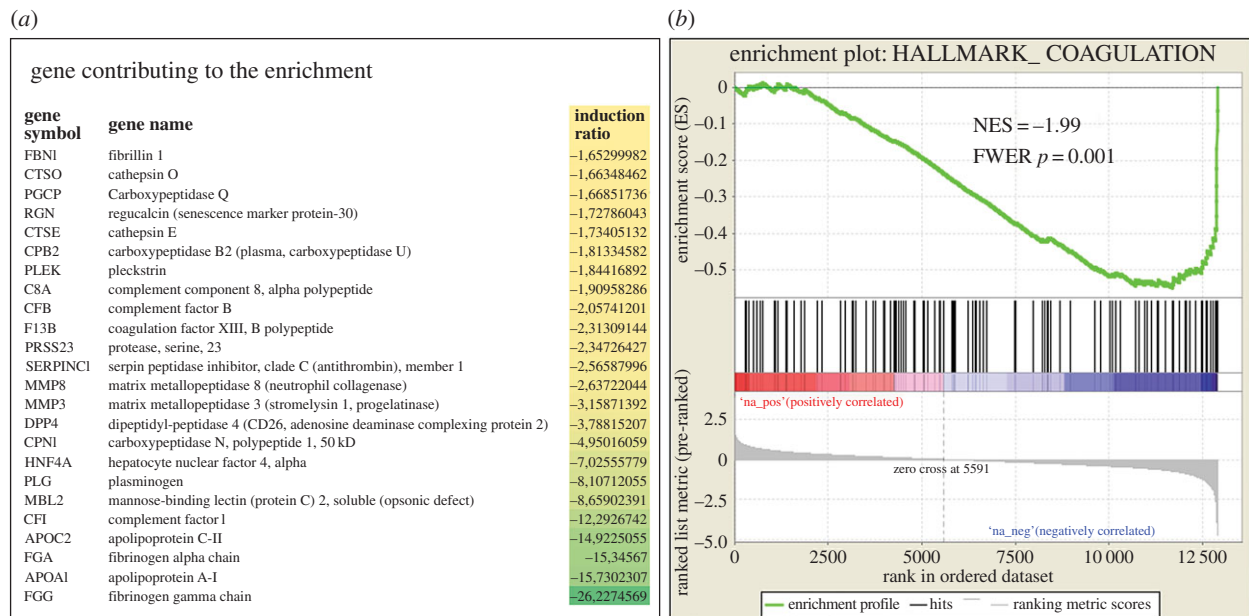 (a)
gene contributing to the enrichment
gene symbol gene name induction ratio
FBNl fibrillin 1 –1,65299982
CTSO cathepsin O –1,66348462
PGCP Carboxypeptidase Q –1,66851736
RGN regucalcin (senescence marker protein-30) –1,72786043
CTSE cathepsin E –1,73405132
CPB2 carboxypeptidase B2 (plasma, carboxypeptidase U) –1,81334582
PLEK pleckstrin –1,84416892
C8A complement component 8, alpha polypeptide –1,90958286
CFB complement factor B –2,05741201
F13B coagulation factor XIII, B polypeptide –2,31309144
PRSS23 protease, serine, 23 –2,34726427
SERPINCl serpin peptidase inhibitor, clade C (antithrombin), member 1 –2,56587996
MMP8 matrix metallopeptidase 8 (neutrophil collagenase) –2,63722044
MMP3 matrix metallopeptidase 3 (stromelysin 1, progelatinase) –3,15871392
DPP4 dipeptidyl-peptidase 4 (CD26, adenosine deaminase complexing protein 2) –3,78815207
CPNl carboxypeptidase N, polypeptide 1, 50 kD –4,95016059
HNF4A hepatocyte nuclear factor 4, alpha –7,02555779
PLG plasminogen –8,10712055
MBL2 mannose-binding lectin (protein C) 2, soluble (opsonic defect) –8,65902391
CFI complement factor l –12,2926742
APOC2 apolipoprotein C-II –14,9225055
FGA fibrinogen alpha chain –15,34567
APOAl apolipoprotein A-I –15,7302307
FGG fibrinogen gamma chain –26,2274569
(b)
enrichment plot: HALLMARK_ COAGULATION
enrichment score (ES)
0
–0.1
–0.2
–0.3
–0.4
–0.5
NES = –1.99
FWER p = 0.001
'na_pos'(positively correlated)
ranked list metric (pre-ranked)
2.5
0
–2.5
–5.0
zero cross at 5591
'na_neg'(negatively correlated)
0 2500 5000 7500 10 000 12 500
rank in ordered dataset
enrichment profile hits ranking metric scores